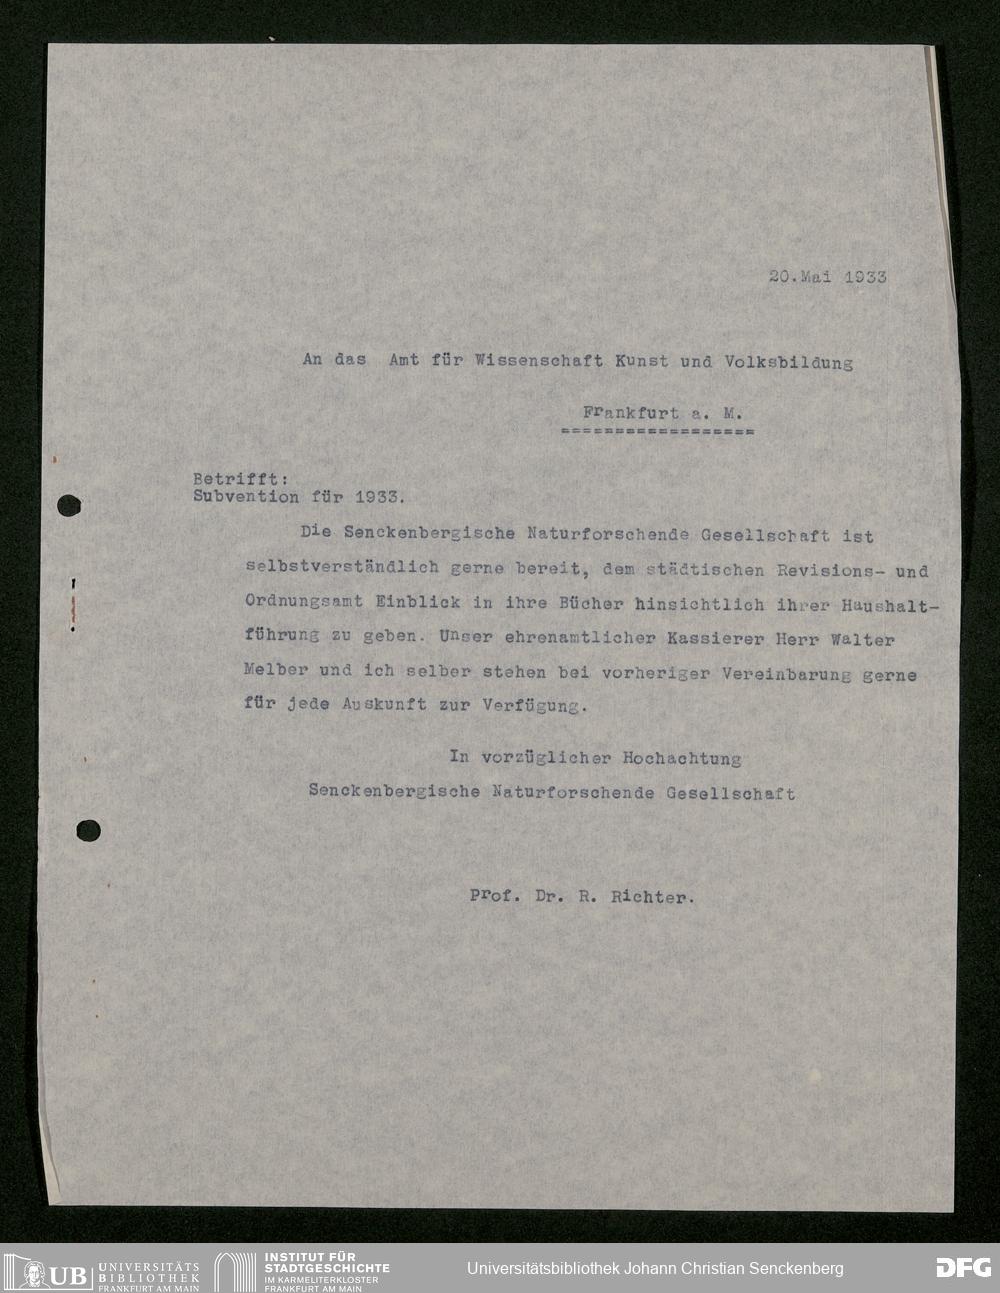 20.Mai 1933
An das Amt für Wissenschaft Kunst und Volksbildung
Frankfurt a. M.
==================
Betrifft:
Subvention für 1933.
Die Senckenbergische Naturforschende Gesellschaft ist
selbstverständlich gerne bereit, dem städtischen Revisions- und
Ordnungsamt Einblick in ihre Bücher hinsichtlich ihrer Haushalt-
führung zu geben. Unser ehrenamtlicher Kassierer Herr Walter
Melber und ich selber stehen bei vorheriger Vereinbarung gerne
für jede Auskunft zur Verfügung.
In vorzüglicher Hochachtung
Senckenbergische Naturforschende Gesellschaft
Prof. Dr. R. Richter.
UB UNIVERSITÄTS
BIBLIOTHEK
FRANKFURT AM MAIN
INSTITUT FÜR
STADTGESCHICHTE
IM KARMELITERKLOSTER
FRANKFURT AM MAIN
Universitätsbibliothek Johann Christian Senckenberg
DFG